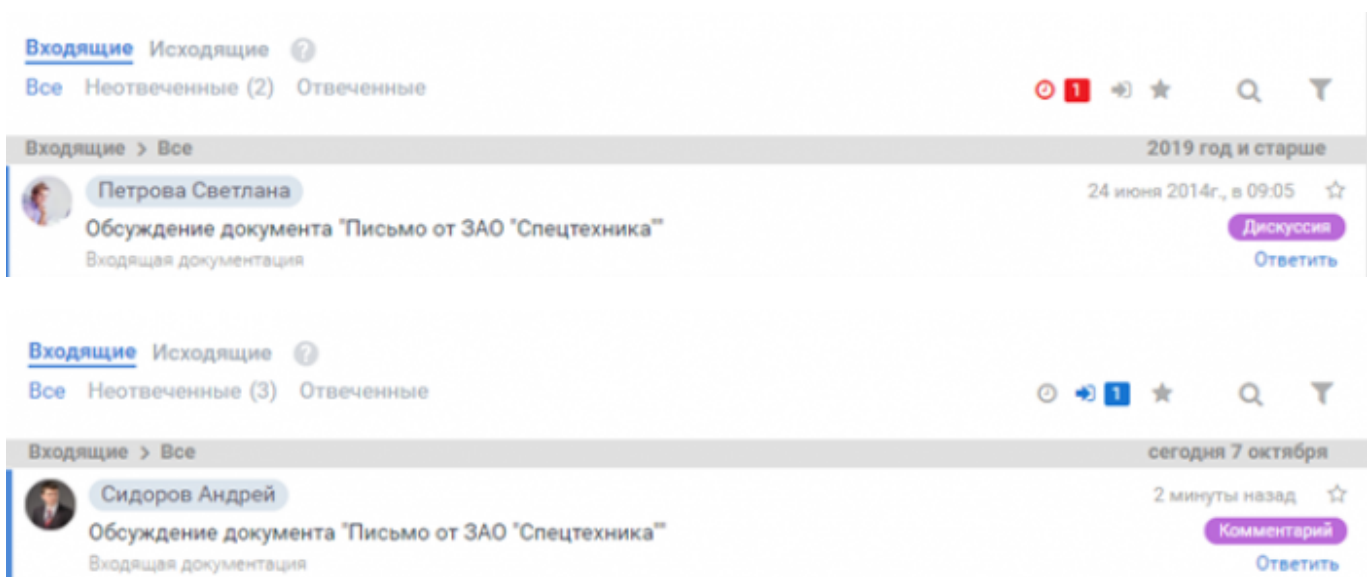 Входящие Исходящие ?
Все Неотвеченные (2) Отвеченные 1
Входящие > Все 2019 год и старше
Петрова Светлана 24 июня 2014г., в 09:05
Обсуждение документа "Письмо от ЗАО "Спецтехника"" Дискуссия
Входящая документация Ответить
Входящие Исходящие ?
Все Неотвеченные (3) Отвеченные 1
Входящие > Все сегодня 7 октября
Сидоров Андрей 2 минуты назад
Обсуждение документа "Письмо от ЗАО "Спецтехника"" Комментарий
Входящая документация Ответить